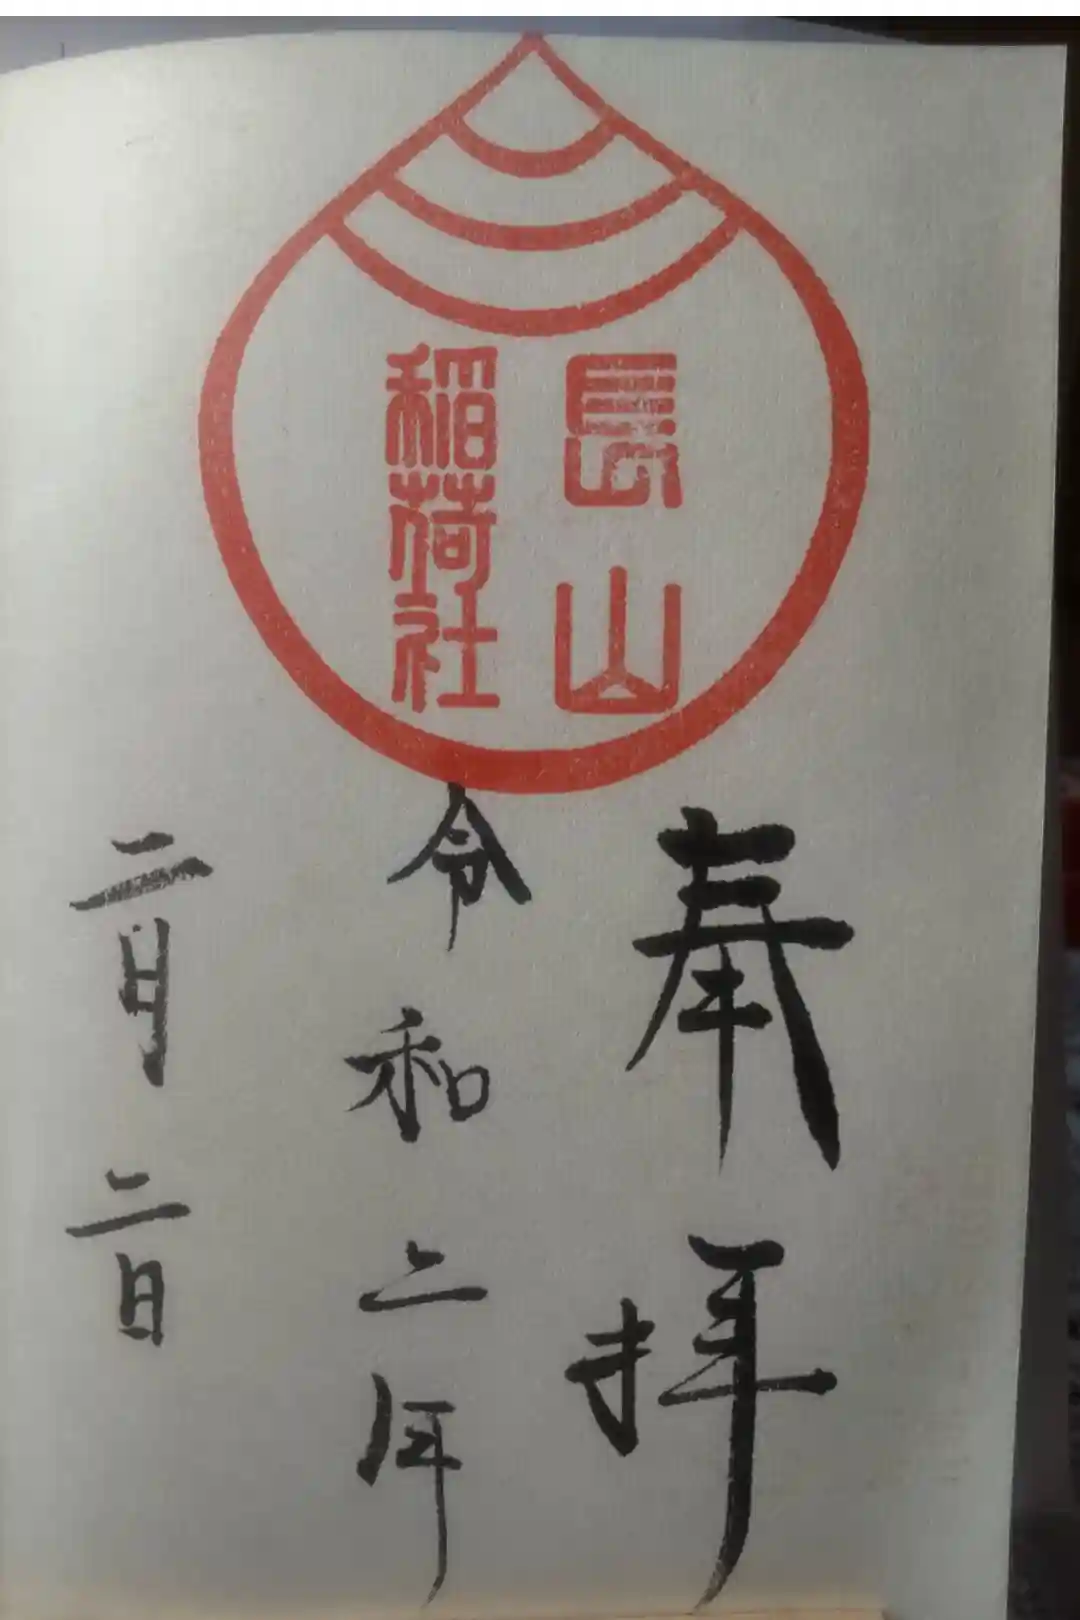 長山
稲荷社
奉拝
令和二年
二月二日